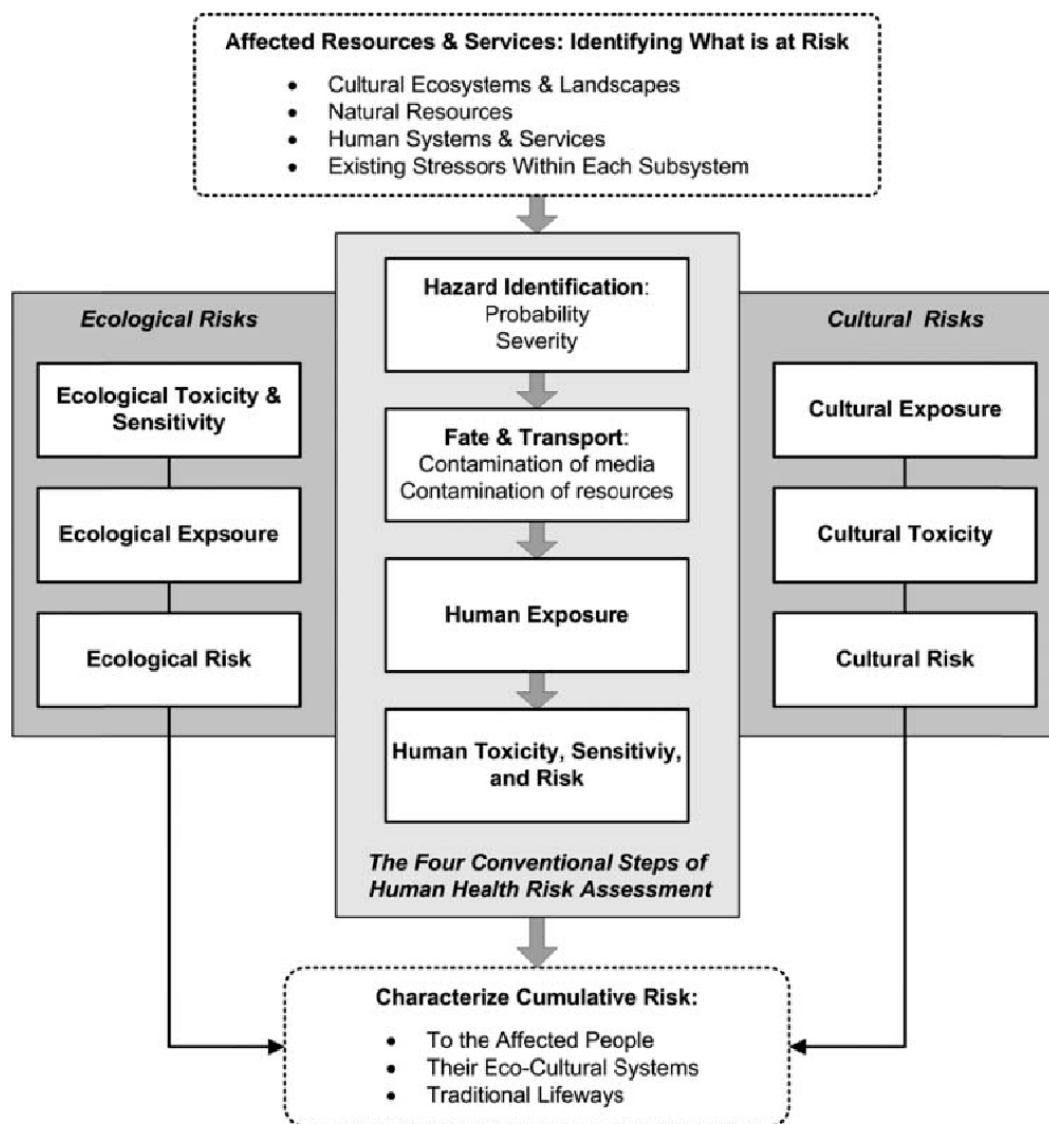 Affected Resources & Services: Identifying What is at Risk
• Cultural Ecosystems & Landscapes
• Natural Resources
• Human Systems & Services
• Existing Stressors Within Each Subsystem
Ecological Risks
Ecological Toxicity &
Sensitivity
Ecological Expsoure
Ecological Risk
Hazard Identification:
Probability
Severity
Fate & Transport:
Contamination of media
Contamination of resources
Human Exposure
Human Toxicity, Sensitiviy,
and Risk
The Four Conventional Steps of
Human Health Risk Assessment
Cultural Risks
Cultural Exposure
Cultural Toxicity
Cultural Risk
Characterize Cumulative Risk:
• To the Affected People
• Their Eco-Cultural Systems
• Traditional Lifeways